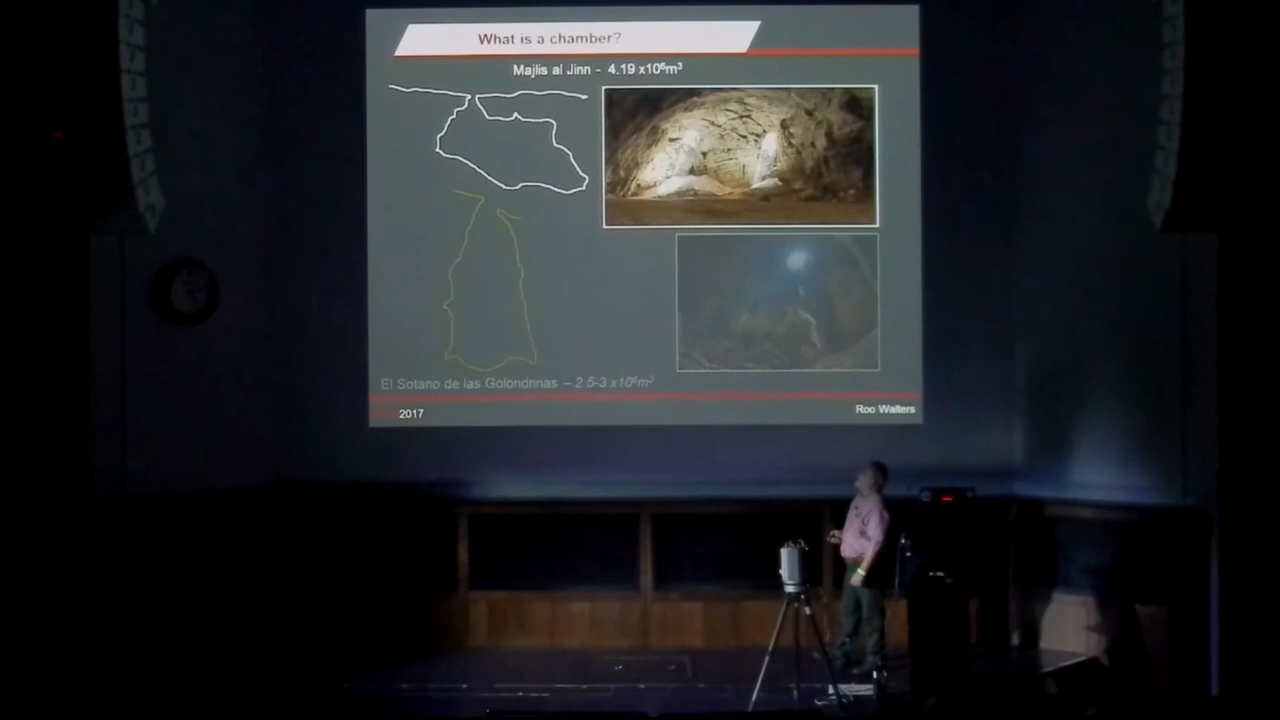 What is a chamber?
Majlis al Jinn - 4.19 x10⁶m³
El Sotano de las Golondrinas – 2.5-3 x10⁶m³
2017
Roo Walters